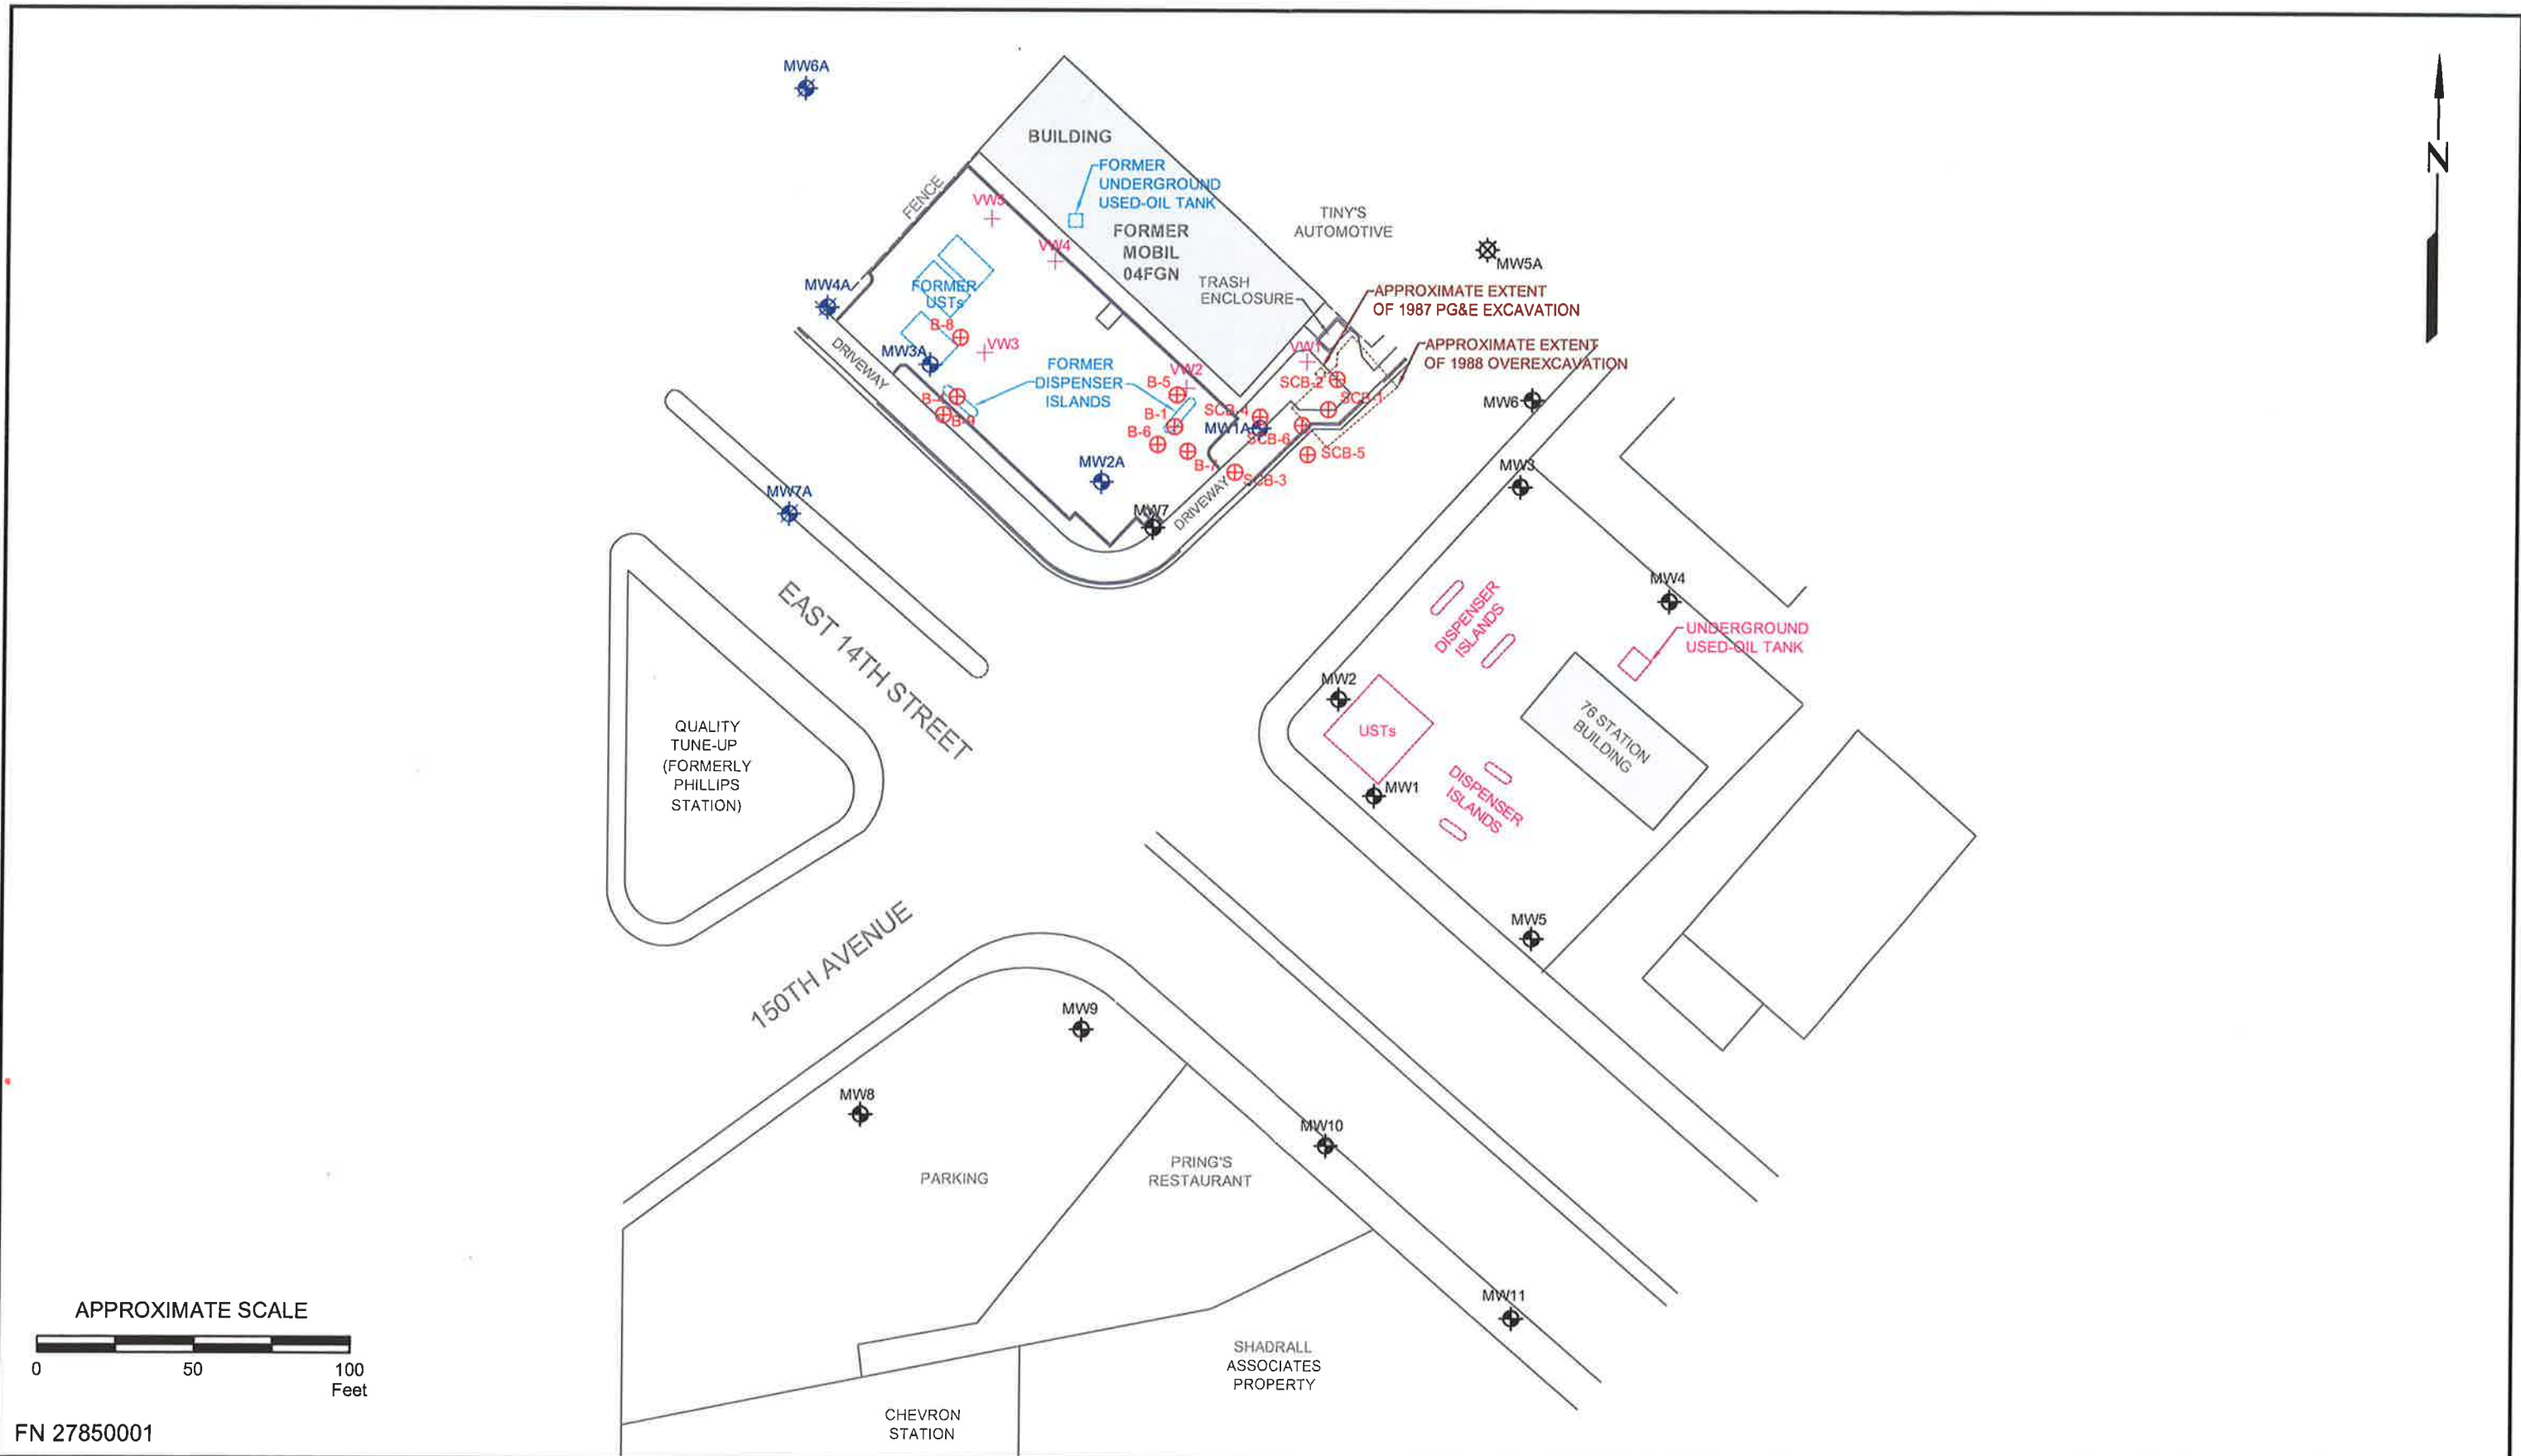 MW6A
BUILDING
FORMER
UNDERGROUND
USED-OIL TANK
FENCE
VW5
VW4
FORMER
MOBIL
04FGN
TINY'S
AUTOMOTIVE
N
MW5A
TRASH
ENCLOSURE
APPROXIMATE EXTENT
OF 1987 PG&E EXCAVATION
APPROXIMATE EXTENT
OF 1988 OVEREXCAVATION
MW4A
FORMER
USTs
B-8
MW3A
VW3
DRIVEWAY
FORMER
DISPENSER
ISLANDS
VW1
VW2
B-5
SCB-2
SCB-1
B-9
B-1
SCB-4
MW1A
SCB-6
B-6
B-7
SCB-5
SCB-3
MW6
MW2A
MW3
MW7A
MW7
DRIVEWAY
EAST 14TH STREET
MW4
DISPENSER
ISLANDS
UNDERGROUND
USED-OIL TANK
MW2
USTs
76 STATION
BUILDING
QUALITY
TUNE-UP
(FORMERLY
PHILLIPS
STATION)
MW1
DISPENSER
ISLANDS
150TH AVENUE
MW5
MW9
MW8
MW10
PARKING
PRING'S
RESTAURANT
MW11
APPROXIMATE SCALE
0 50 100
Feet
SHADRALL
ASSOCIATES
PROPERTY
CHEVRON
STATION
FN 27850001